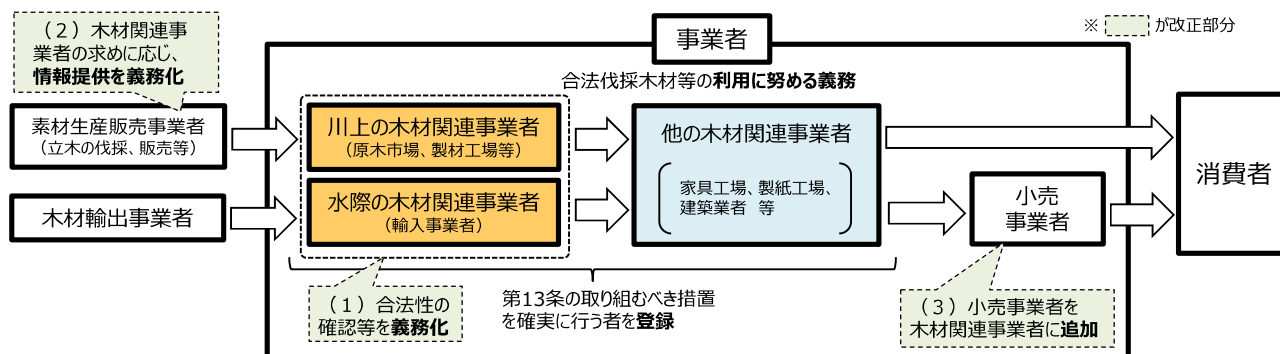 (2)木材関連事
業者の求めに応じ、
情報提供を義務化
事業者
※ が改正部分
合法伐採木材等の利用に努める義務
素材生産販売事業者
(立木の伐採、販売等)
木材輸出事業者
川上の木材関連事業者
(原木市場、製材工場等)
水際の木材関連事業者
(輸入事業者)
他の木材関連事業者
家具工場、製紙工場、
建築業者 等
小売
事業者
消費者
(1)合法性の
確認等を義務化
第13条の取り組むべき措置
を確実に行う者を登録
(3)小売事業者を
木材関連事業者に追加